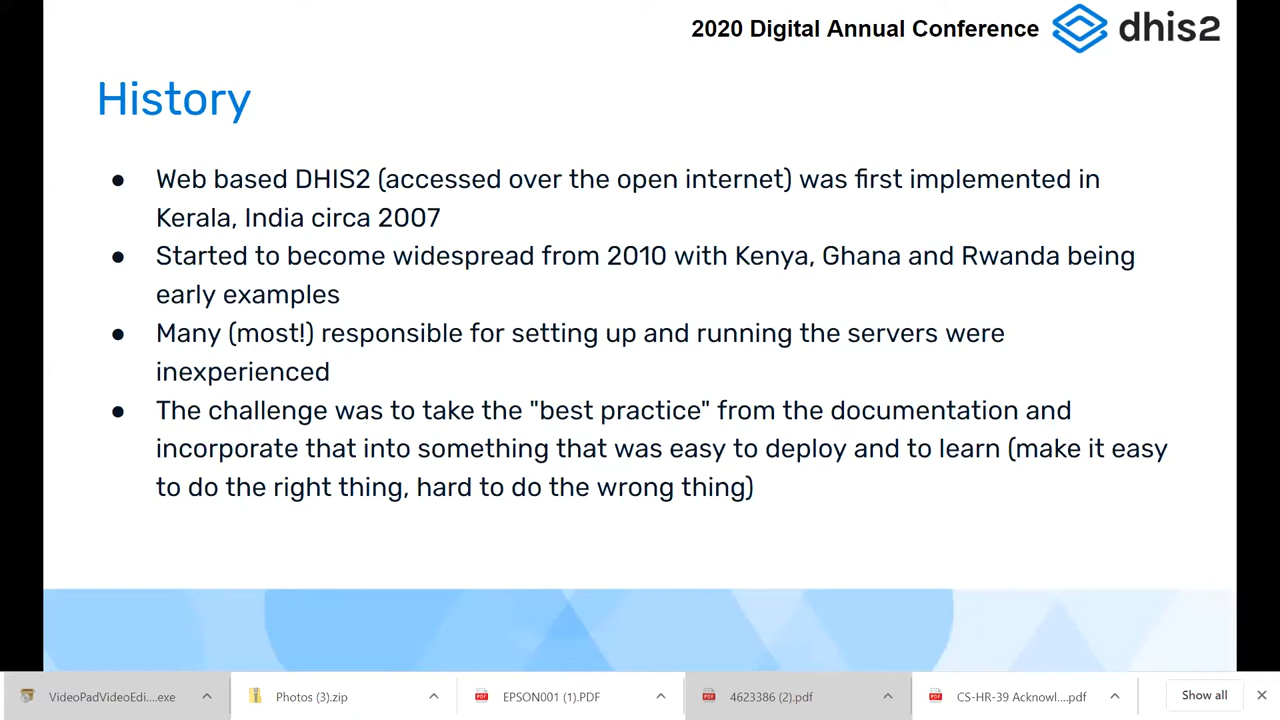 2020 Digital Annual Conference dhis2
History
● Web based DHIS2 (accessed over the open internet) was first implemented in
Kerala, India circa 2007
● Started to become widespread from 2010 with Kenya, Ghana and Rwanda being
early examples
● Many (most!) responsible for setting up and running the servers were
inexperienced
● The challenge was to take the "best practice" from the documentation and
incorporate that into something that was easy to deploy and to learn (make it easy
to do the right thing, hard to do the wrong thing)
VideoPadVideoEdi....exe Photos (3).zip EPSON001 (1).PDF 4623386 (2).pdf CS-HR-39 Acknowl....pdf Show all